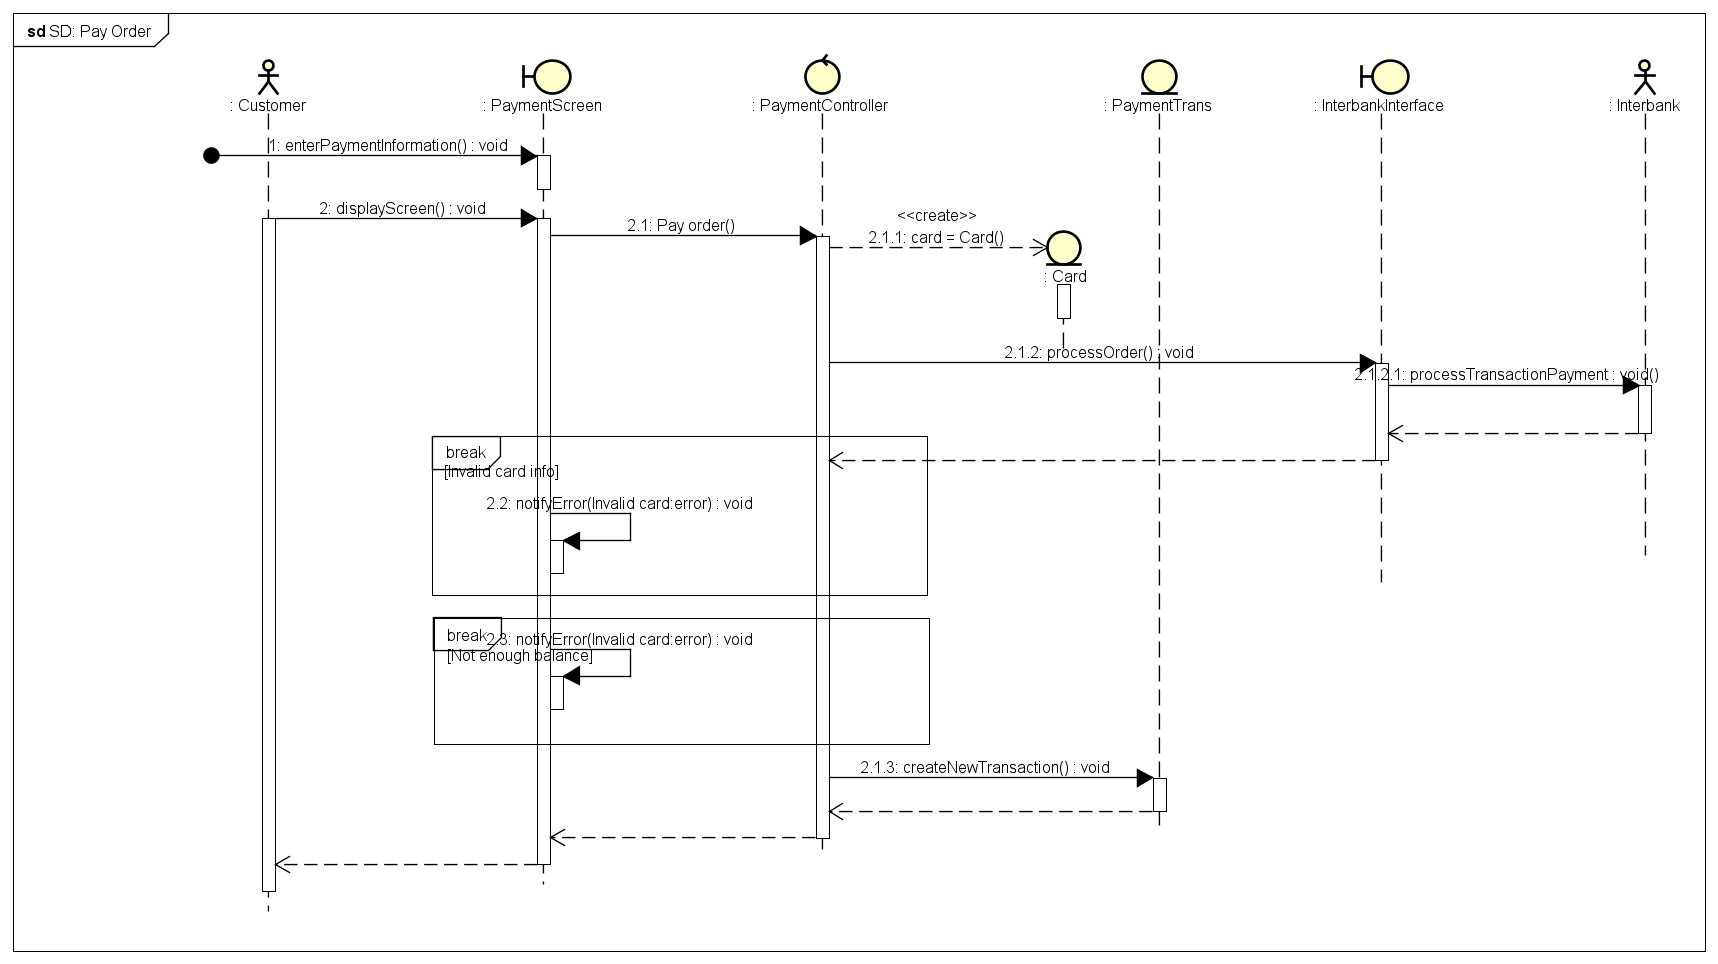 sd SD: Pay Order
: Customer
: PaymentScreen
: PaymentController
: PaymentTrans
: InterbankInterface
: Interbank
1: enterPaymentInformation() : void
2: displayScreen() : void
2.1: Pay order()
<<create>>
2.1.1: card = Card()
: Card
2.1.2: processOrder() : void
2.1.2.1: processTransactionPayment : void()
break
[Invalid card info]
2.2: notifyError(Invalid card:error) : void
break
2.3: notifyError(Invalid card:error) : void
[Not enough balance]
2.1.3: createNewTransaction() : void